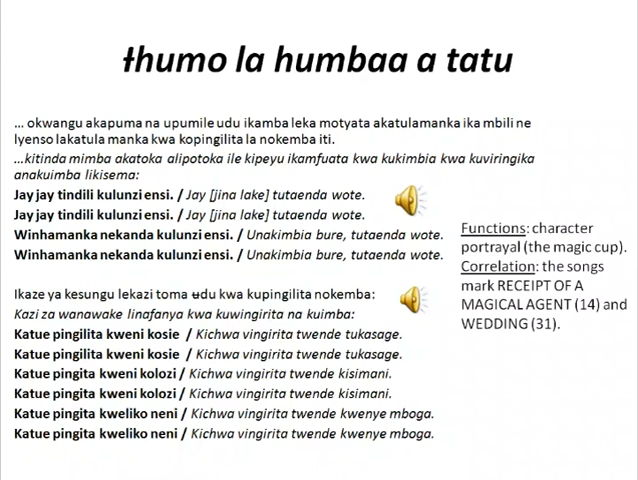 Ɨhumo la humbaa a tatu
... okwangu akapuma na upumile udu ikamba leka motyata akatulamanka ika mbili ne
lyenso lakatula manka kwa kopingilita la nokemba iti.
...kitinda mimba akatoka alipotoka ile kipeyu ikamfuata kwa kukimbia kwa kuviringika
anakuimba likisema:
Jay jay tindili kulunzi ensi. / Jay [jina lake] tutaenda wote.
Jay jay tindili kulunzi ensi. / Jay [jina lake] tutaenda wote.
Winhamanka nekanda kulunzi ensi. / Unakimbia bure, tutaenda wote.
Winhamanka nekanda kulunzi ensi. / Unakimbia bure, tutaenda wote.
Ikaze ya kesungu lekazi toma ʉdu kwa kupingilita nokemba:
Kazi za wanawake linafanya kwa kuwingirita na kuimba:
Katue pingilita kweni kosie / Kichwa vingirita twende tukasage.
Katue pingilita kweni kosie / Kichwa vingirita twende tukasage.
Katue pingita kweni kolozi / Kichwa vingirita twende kisimani.
Katue pingita kweni kolozi / Kichwa vingirita twende kisimani.
Katue pingita kweliko neni / Kichwa vingirita twende kwenye mboga.
Katue pingita kweliko neni / Kichwa vingirita twende kwenye mboga.
Functions: character
portrayal (the magic cup).
Correlation: the songs
mark RECEIPT OF A
MAGICAL AGENT (14) and
WEDDING (31).